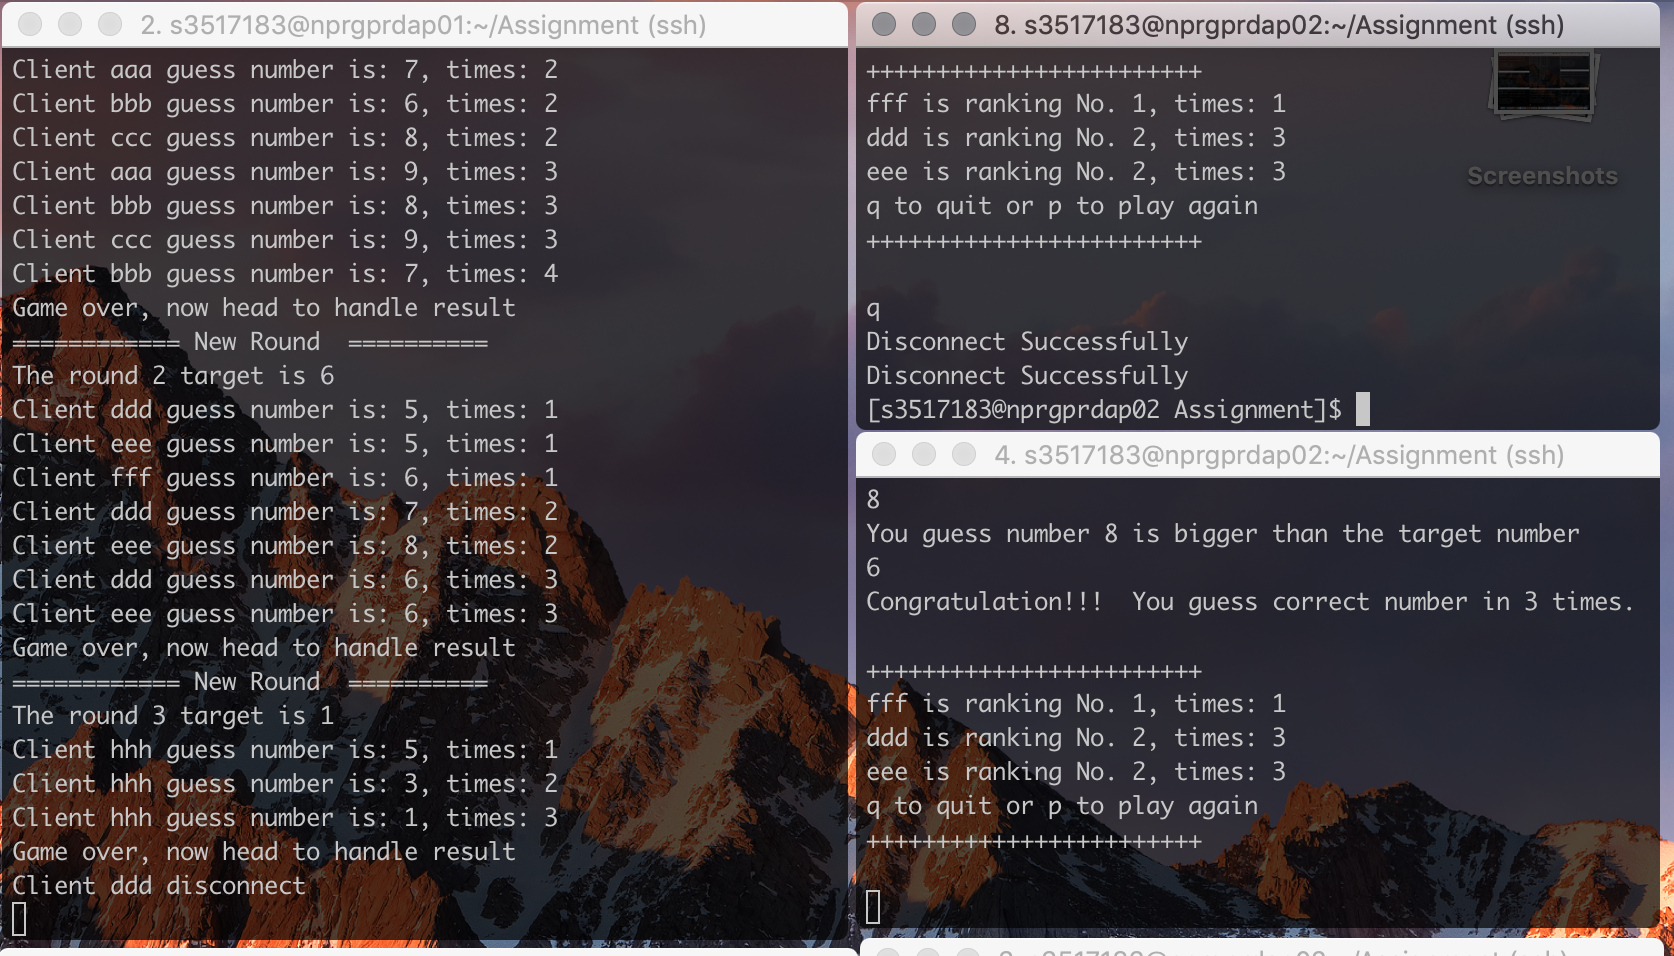 2. s3517183@nprgprdap01:~/Assignment (ssh)
Client aaa guess number is: 7, times: 2
Client bbb guess number is: 6, times: 2
Client ccc guess number is: 8, times: 2
Client aaa guess number is: 9, times: 3
Client bbb guess number is: 8, times: 3
Client ccc guess number is: 9, times: 3
Client bbb guess number is: 7, times: 4
Game over, now head to handle result
============ New Round  ==========
The round 2 target is 6
Client ddd guess number is: 5, times: 1
Client eee guess number is: 5, times: 1
Client fff guess number is: 6, times: 1
Client ddd guess number is: 7, times: 2
Client eee guess number is: 8, times: 2
Client ddd guess number is: 6, times: 3
Client eee guess number is: 6, times: 3
Game over, now head to handle result
============ New Round  ==========
The round 3 target is 1
Client hhh guess number is: 5, times: 1
Client hhh guess number is: 3, times: 2
Client hhh guess number is: 1, times: 3
Game over, now head to handle result
Client ddd disconnect
8. s3517183@nprgprdap02:~/Assignment (ssh)
++++++++++++++++++++++++
fff is ranking No. 1, times: 1
ddd is ranking No. 2, times: 3
eee is ranking No. 2, times: 3
q to quit or p to play again
++++++++++++++++++++++++
q
Disconnect Successfully
Disconnect Successfully
[s3517183@nprgprdap02 Assignment]$
Screenshots
4. s3517183@nprgprdap02:~/Assignment (ssh)
8
You guess number 8 is bigger than the target number
6
Congratulation!!!  You guess correct number in 3 times.
++++++++++++++++++++++++
fff is ranking No. 1, times: 1
ddd is ranking No. 2, times: 3
eee is ranking No. 2, times: 3
q to quit or p to play again
++++++++++++++++++++++++